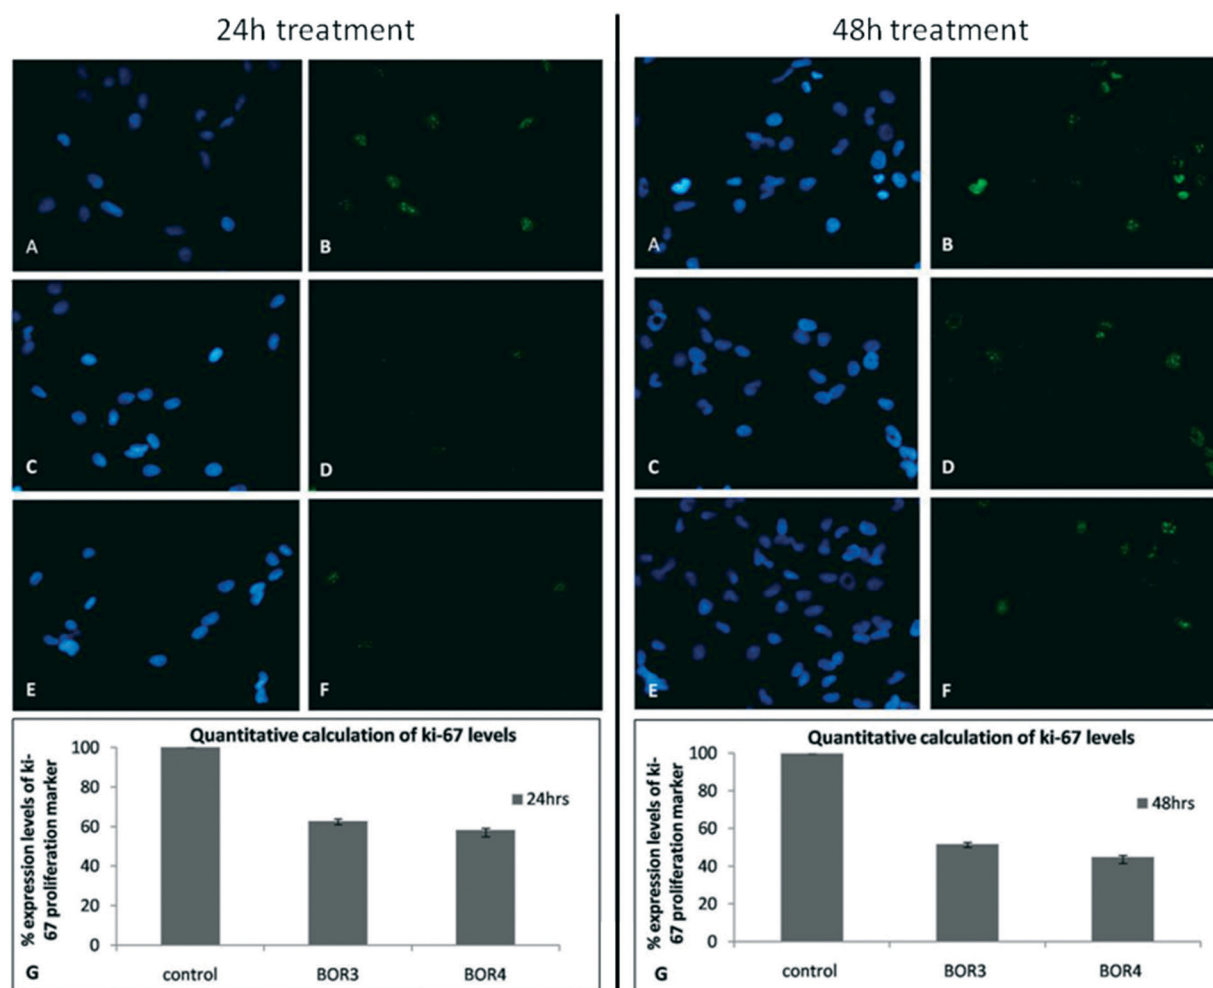 24h treatment
A
B
C
D
E
F
Quantitative calculation of ki-67 levels
% expression levels of ki-
67 proliferation marker
100
80
60
40
20
0
24hrs
control
BOR3
BOR4
G
48h treatment
A
B
C
D
E
F
Quantitative calculation of ki-67 levels
% expression levels of ki-
67 proliferation marker
100
80
60
40
20
0
48hrs
control
BOR3
BOR4
G